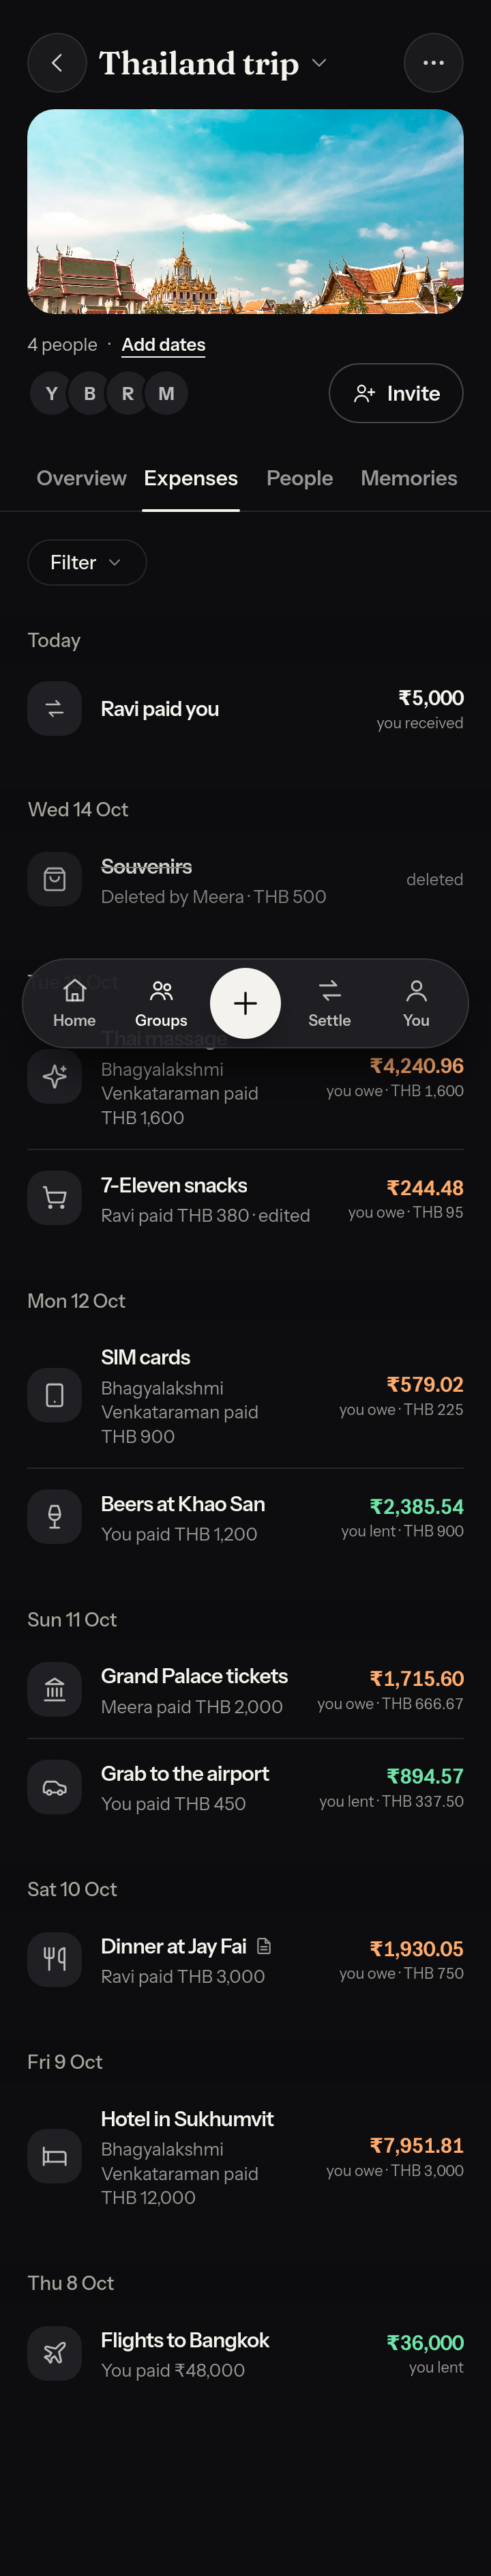 Thailand trip
4 people · Add dates
Y B R M
Invite
Overview Expenses People Memories
Filter
Today
Ravi paid you
₹5,000
you received
Wed 14 Oct
Souvenirs
Deleted by Meera · THB 500
deleted
Tue 13 Oct
Home Groups Settle You
Thai massage
Bhagyalakshmi
Venkataraman paid
THB 1,600
₹4,240.96
you owe · THB 1,600
7-Eleven snacks
Ravi paid THB 380 · edited
₹244.48
you owe · THB 95
Mon 12 Oct
SIM cards
Bhagyalakshmi
Venkataraman paid
THB 900
₹579.02
you owe · THB 225
Beers at Khao San
You paid THB 1,200
₹2,385.54
you lent · THB 900
Sun 11 Oct
Grand Palace tickets
Meera paid THB 2,000
₹1,715.60
you owe · THB 666.67
Grab to the airport
You paid THB 450
₹894.57
you lent · THB 337.50
Sat 10 Oct
Dinner at Jay Fai
Ravi paid THB 3,000
₹1,930.05
you owe · THB 750
Fri 9 Oct
Hotel in Sukhumvit
Bhagyalakshmi
Venkataraman paid
THB 12,000
₹7,951.81
you owe · THB 3,000
Thu 8 Oct
Flights to Bangkok
You paid ₹48,000
₹36,000
you lent